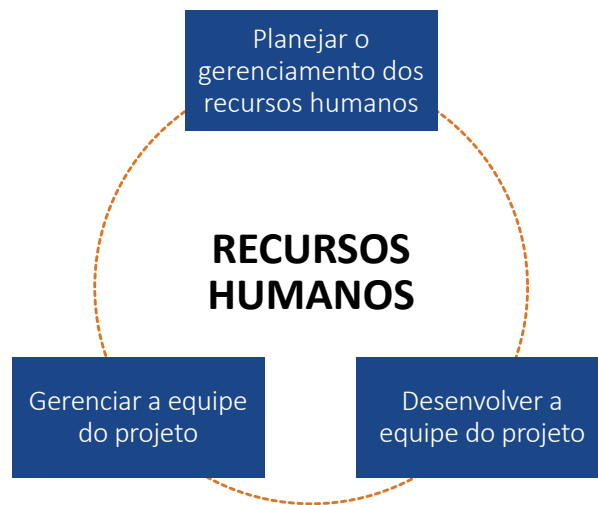 Planejar o
gerenciamento dos
recursos humanos
RECURSOS
HUMANOS
Gerenciar a equipe
do projeto
Desenvolver a
equipe do projeto